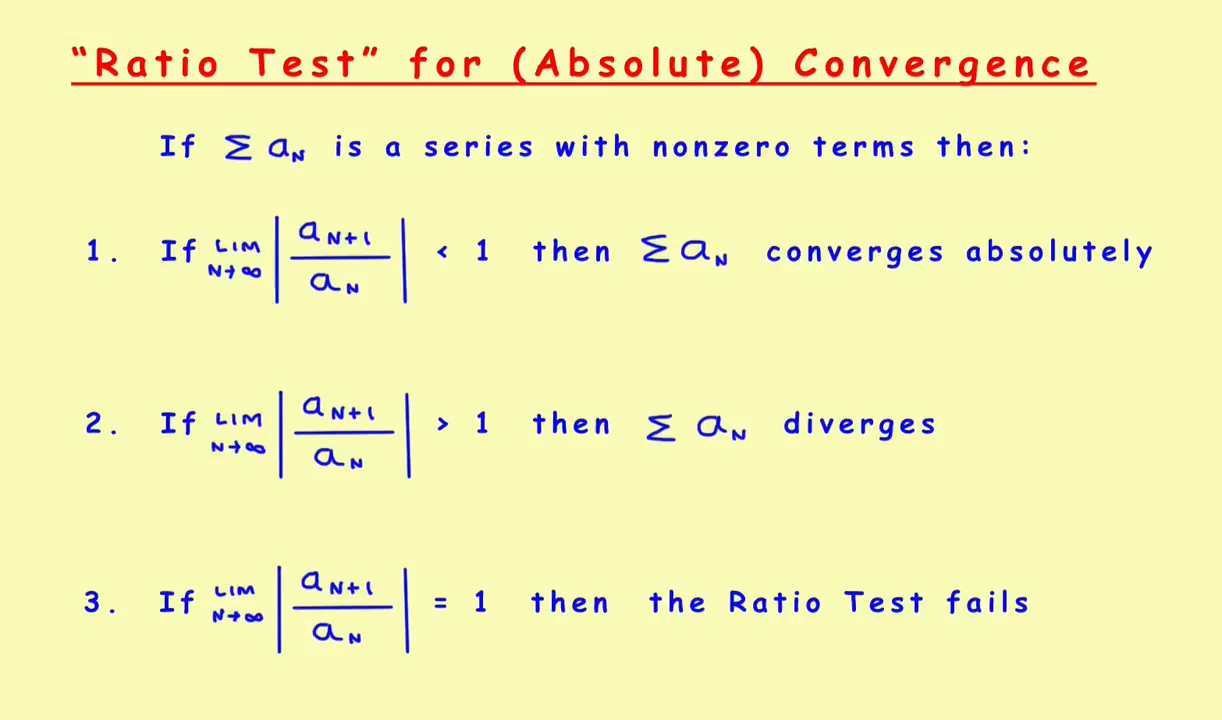 “Ratio Test” for (Absolute) Convergence
If Σ aₙ is a series with nonzero terms then:
1. If LIM N→∞ | aN+1 / aN | < 1 then Σ aN converges absolutely
2. If LIM N→∞ | aN+1 / aN | > 1 then Σ aN diverges
3. If LIM N→∞ | aN+1 / aN | = 1 then the Ratio Test fails